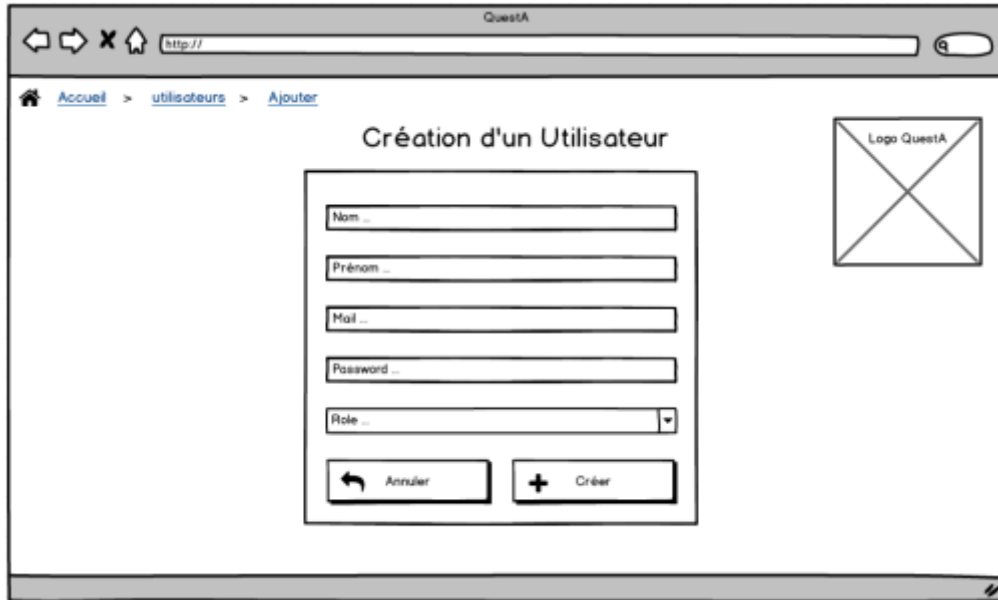 QuestA
http://
Accueil > utilisateurs > Ajouter
Création d'un Utilisateur
Logo QuestA
Nom ...
Prénom ...
Mail ...
Password ...
Role ...
Annuler
Créer